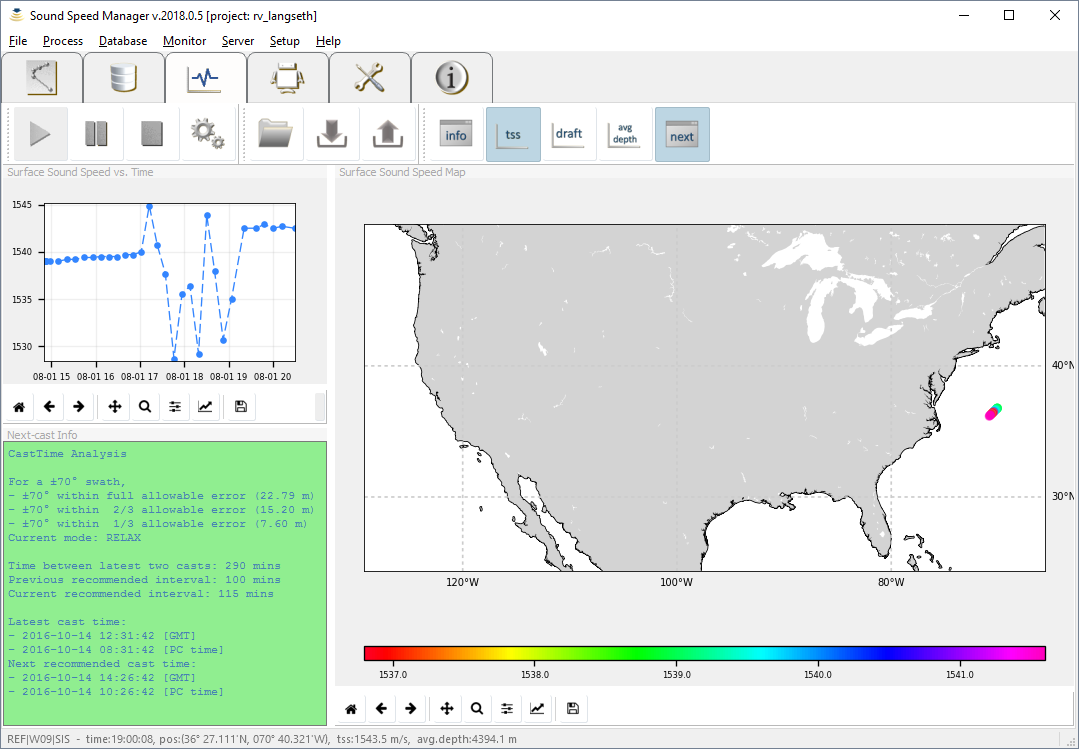 Sound Speed Manager v.2018.0.5 [project: rv_langseth]
File Process Database Monitor Server Setup Help
info
tss
draft
avg
depth
next
Surface Sound Speed vs. Time
1545
1540
1535
1530
08-01 15 08-01 16 08-01 17 08-01 18 08-01 19 08-01 20
Next-cast Info
CastTime Analysis
For a ±70° swath,
- ±70° within full allowable error (22.79 m)
- ±70° within 2/3 allowable error (15.20 m)
- ±70° within 1/3 allowable error (7.60 m)
Current mode: RELAX
Time between latest two casts: 290 mins
Previous recommended interval: 100 mins
Current recommended interval: 115 mins
Latest cast time:
- 2016-10-14 12:31:42 [GMT]
- 2016-10-14 08:31:42 [PC time]
Next recommended cast time:
- 2016-10-14 14:26:42 [GMT]
- 2016-10-14 10:26:42 [PC time]
Surface Sound Speed Map
40°N
30°N
120°W 100°W 80°W
1537.0 1538.0 1539.0 1540.0 1541.0
REF|W09|SIS - time:19:00:08, pos:(36° 27.111'N, 070° 40.321'W), tss:1543.5 m/s, avg.depth:4394.1 m